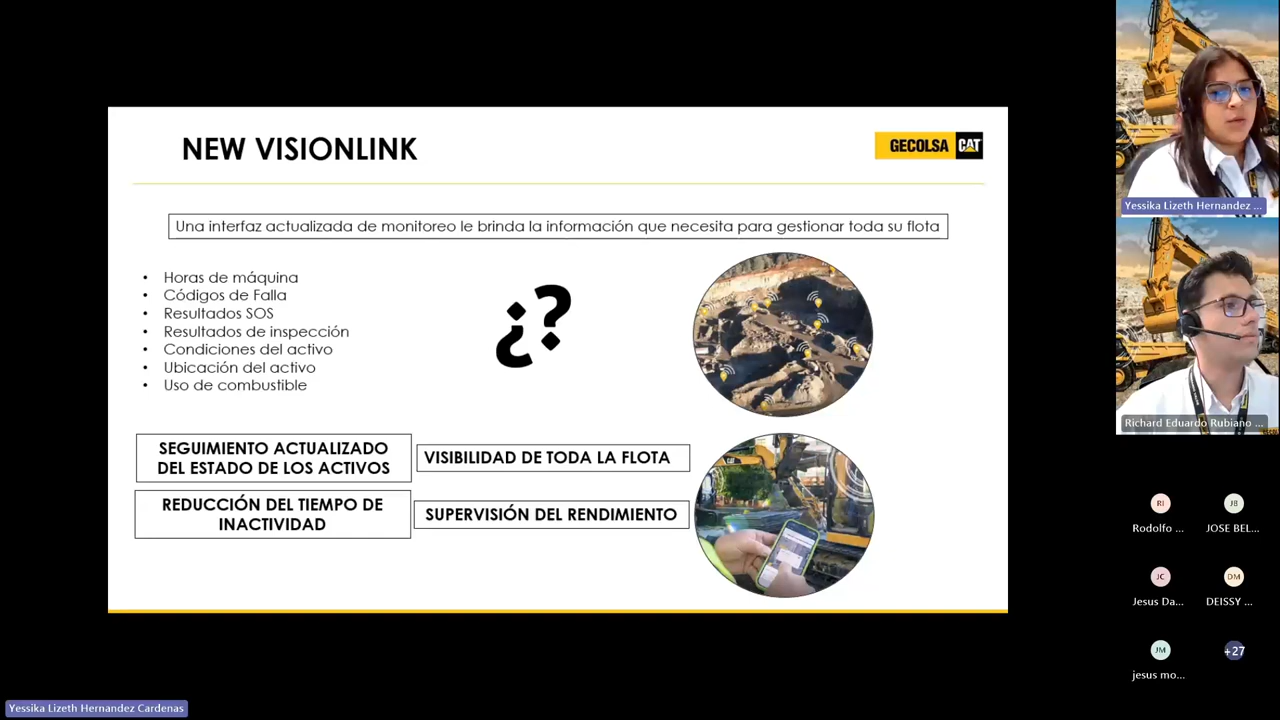 NEW VISIONLINK
GECOLSA CAT
Una interfaz actualizada de monitoreo le brinda la información que necesita para gestionar toda su flota
• Horas de máquina
• Códigos de Falla
• Resultados SOS
• Resultados de inspección
• Condiciones del activo
• Ubicación del activo
• Uso de combustible
¿?
SEGUIMIENTO ACTUALIZADO
DEL ESTADO DE LOS ACTIVOS
VISIBILIDAD DE TODA LA FLOTA
REDUCCIÓN DEL TIEMPO DE
INACTIVIDAD
SUPERVISIÓN DEL RENDIMIENTO
Yessika Lizeth Hernandez ...
Richard Eduardo Rubiano ...
RI
Rodolfo ...
JB
JOSE BEL...
JC
Jesus Da...
DM
DEISSY ...
JM
jesus mo...
+27
Yessika Lizeth Hernandez Cardenas